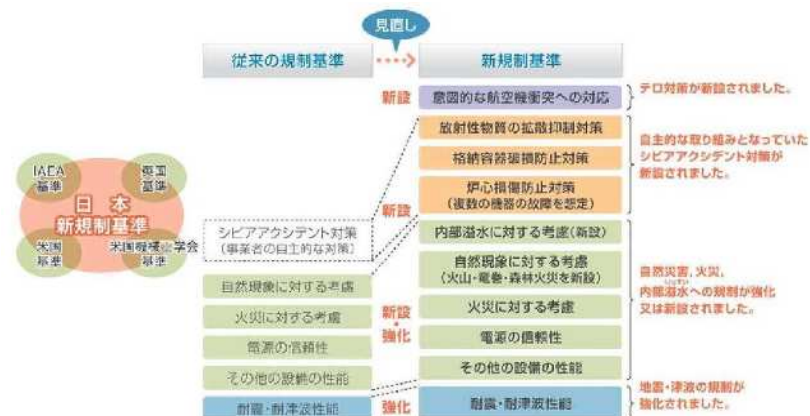 見直し
従来の規制基準
新規制基準
新設
意図的な航空機衝突への対応
テロ対策が新設されました。
放射性物質の拡散抑制対策
格納容器破損防止対策
炉心損傷防止対策
(複数の機器の故障を想定)
自主的な取り組みとなっていた
シビアアクシデント対策が
新設されました。
IAEA
基準
英国
基準
日本
新規制基準
米国
基準
米国機械学会
基準
新設
シビアアクシデント対策
(事業者の自主的な対策)
内部溢水に対する考慮(新設)
自然現象に対する考慮
自然現象に対する考慮
(火山・竜巻・森林火災を新設)
火災に対する考慮
新設
・
強化
火災に対する考慮
電源の信頼性
電源の信頼性
その他の設備の性能
その他の設備の性能
自然災害,火災,
内部溢水への規制が強化
又は新設されました。
耐震・耐津波性能
強化
耐震・耐津波性能
地震・津波の規制が
強化されました。